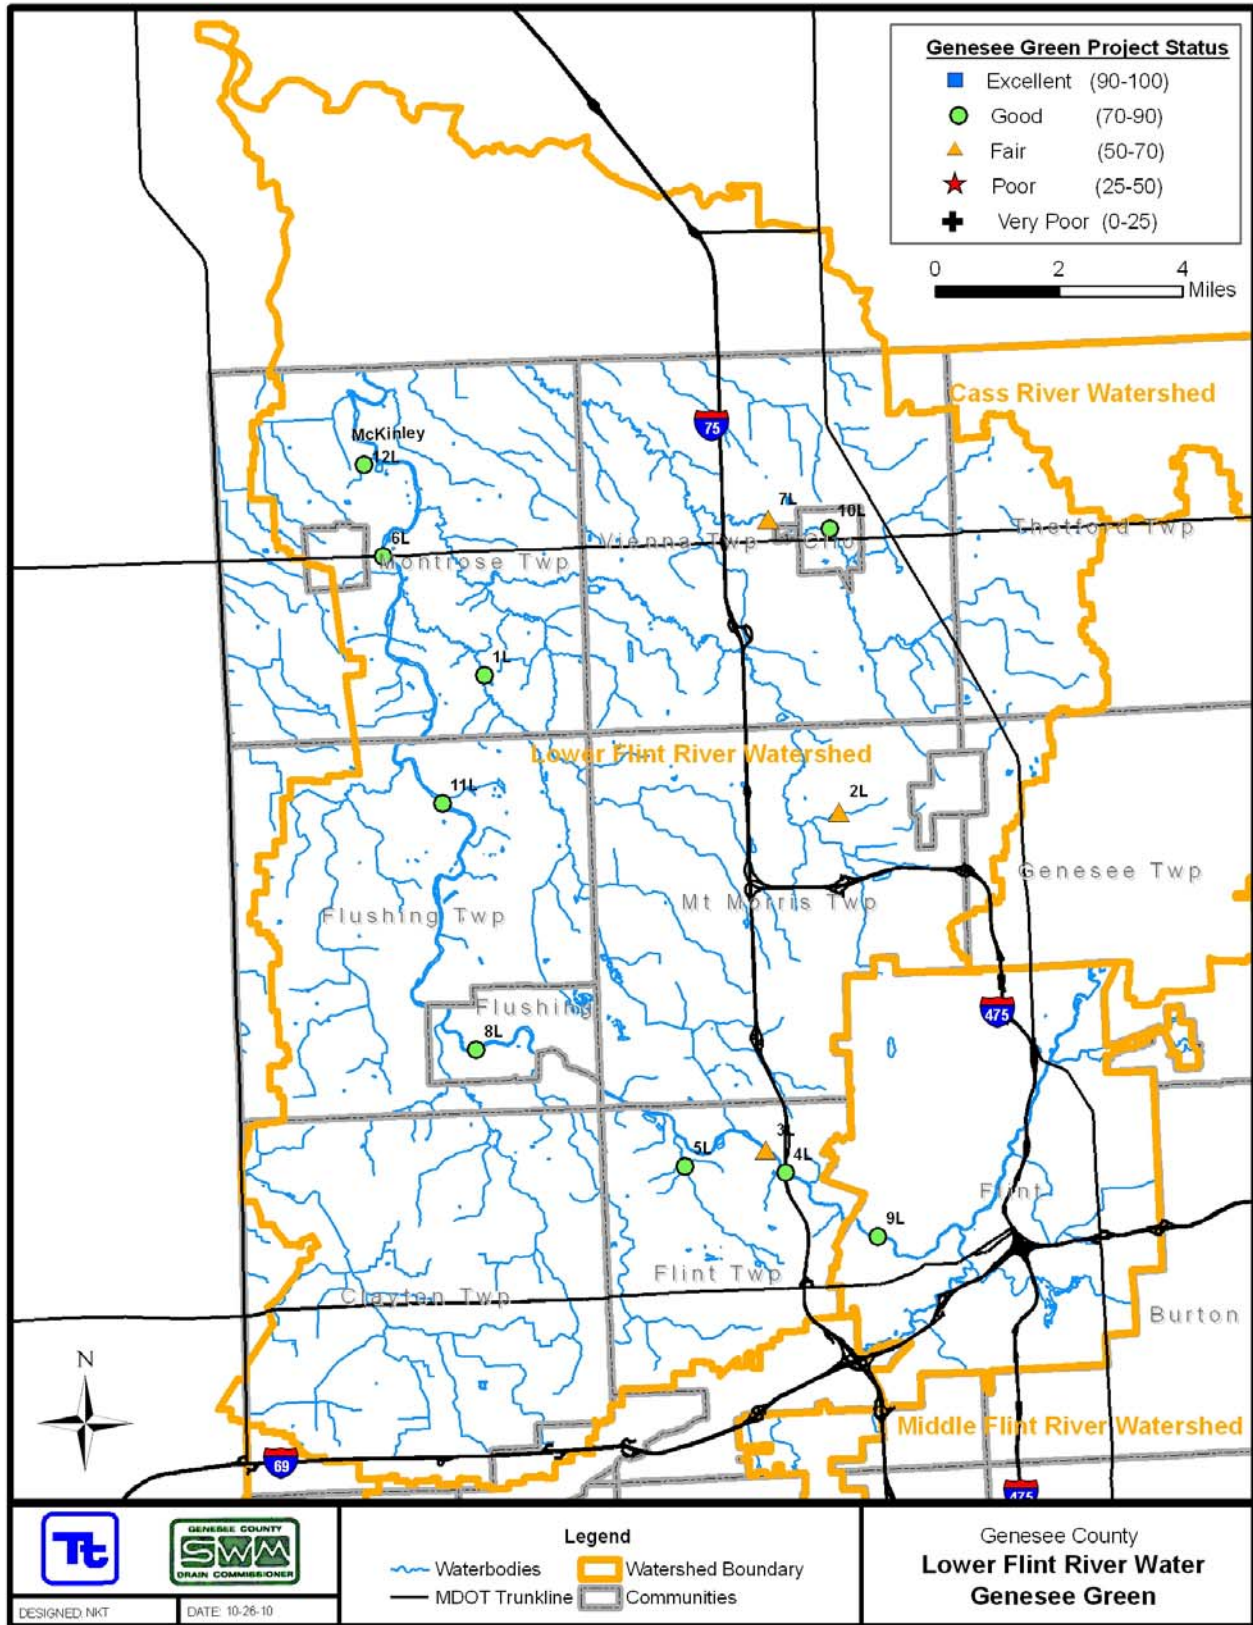 Genesee Green Project Status
Excellent (90-100)
Good (70-90)
Fair (50-70)
Poor (25-50)
Very Poor (0-25)
0 2 4
Miles
Cass River Watershed
75
McKinley
12L
7L
10L
Thetford Twp
Vienna Twp
Clio
6L
Montrose Twp
1L
Lower Flint River Watershed
11L
2L
Genesee Twp
Mt Morris Twp
Flushing Twp
475
Flushing
8L
3L
5L
4L
Flint
9L
Flint Twp
Clayton Twp
Burton
N
Middle Flint River Watershed
69
475
Tt
GENESEE COUNTY
SWM
DRAIN COMMISSIONER
DESIGNED: NKT
DATE: 10-26-10
Legend
Waterbodies
Watershed Boundary
MDOT Trunkline
Communities
Genesee County
Lower Flint River Water
Genesee Green